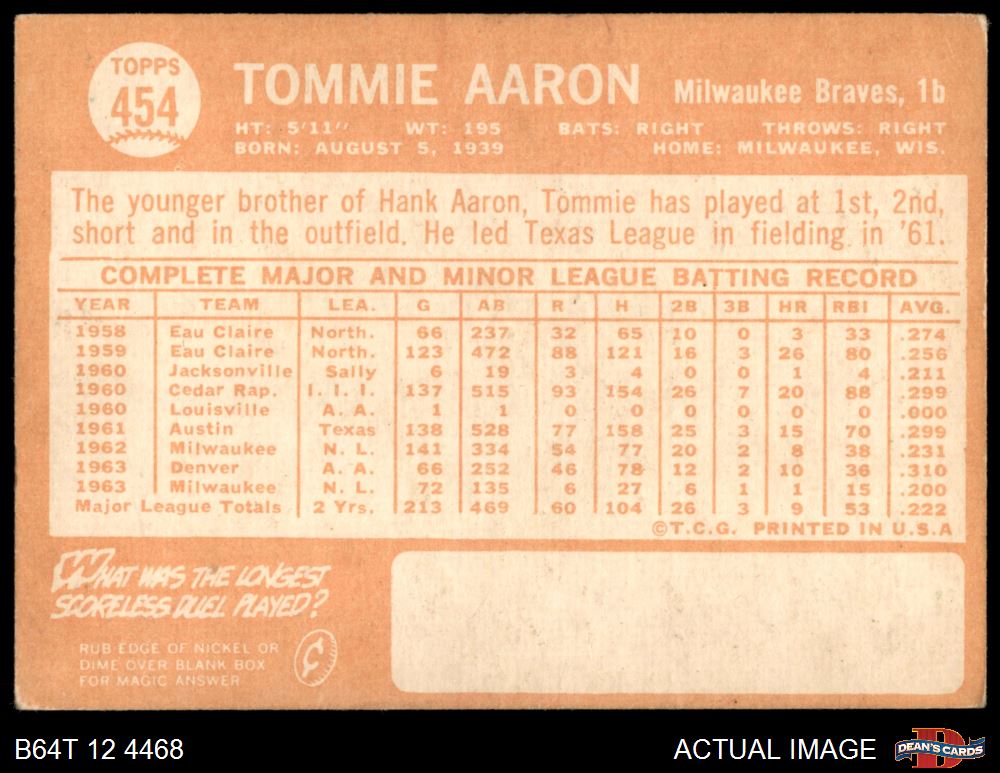 TOPPS
454
TOMMIE AARON Milwaukee Braves, 1b
HT: 5'11" WT: 195 BATS: RIGHT THROWS: RIGHT
BORN: AUGUST 5, 1939 HOME: MILWAUKEE, WIS.
The younger brother of Hank Aaron, Tommie has played at 1st, 2nd,
short and in the outfield. He led Texas League in fielding in '61.
COMPLETE MAJOR AND MINOR LEAGUE BATTING RECORD
YEAR TEAM LEA. G AB R H 2B 3B HR RBI AVG.
1958 Eau Claire North. 66 237 32 65 10 0 3 33 .274
1959 Eau Claire North. 123 472 88 121 16 3 26 80 .256
1960 Jacksonville Sally 6 19 3 4 0 0 1 4 .211
1960 Cedar Rap. I. I. I. 137 515 93 154 26 7 20 88 .299
1960 Louisville A. A. 1 1 0 0 0 0 0 0 .000
1961 Austin Texas 138 528 77 158 25 3 15 70 .299
1962 Milwaukee N. L. 141 334 54 77 20 2 8 38 .231
1963 Denver A. A. 66 252 46 78 12 2 10 36 .310
1963 Milwaukee N. L. 72 135 6 27 6 1 1 15 .200
Major League Totals 2 Yrs. 213 469 60 104 26 3 9 53 .222
©T.C.G. PRINTED IN U.S.A
WHAT WAS THE LONGEST
SCORELESS DUEL PLAYED?
RUB EDGE OF NICKEL OR
DIME OVER BLANK BOX
FOR MAGIC ANSWER
¢
B64T 12 4468 ACTUAL IMAGE
D
DEAN'S CARDS